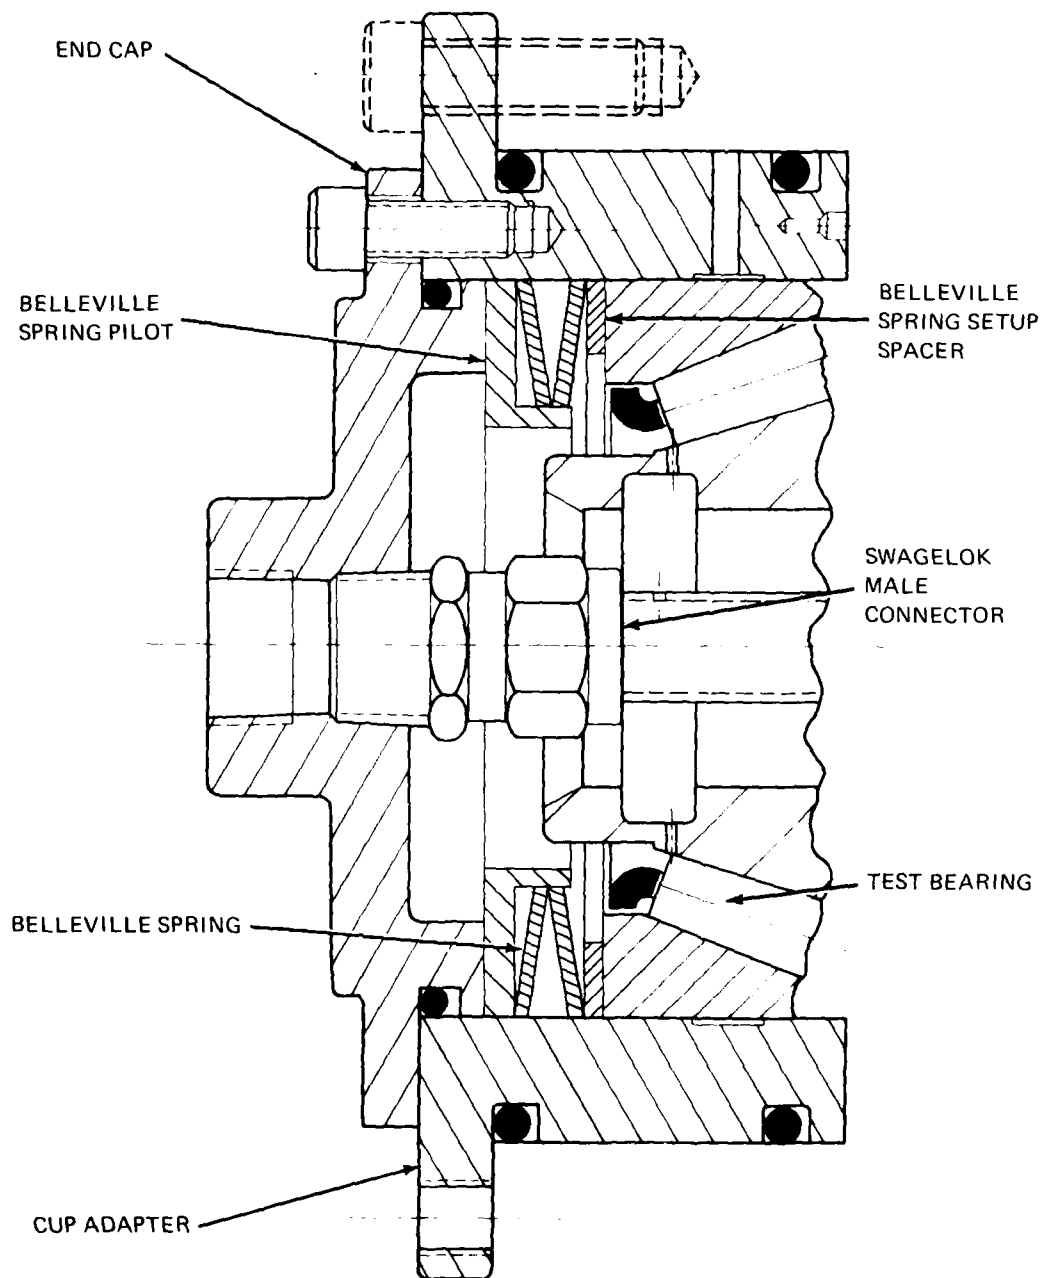 END CAP
BELLEVILLE
SPRING PILOT
BELLEVILLE
SPRING SETUP
SPACER
SWAGELOK
MALE
CONNECTOR
TEST BEARING
BELLEVILLE SPRING
CUP ADAPTER